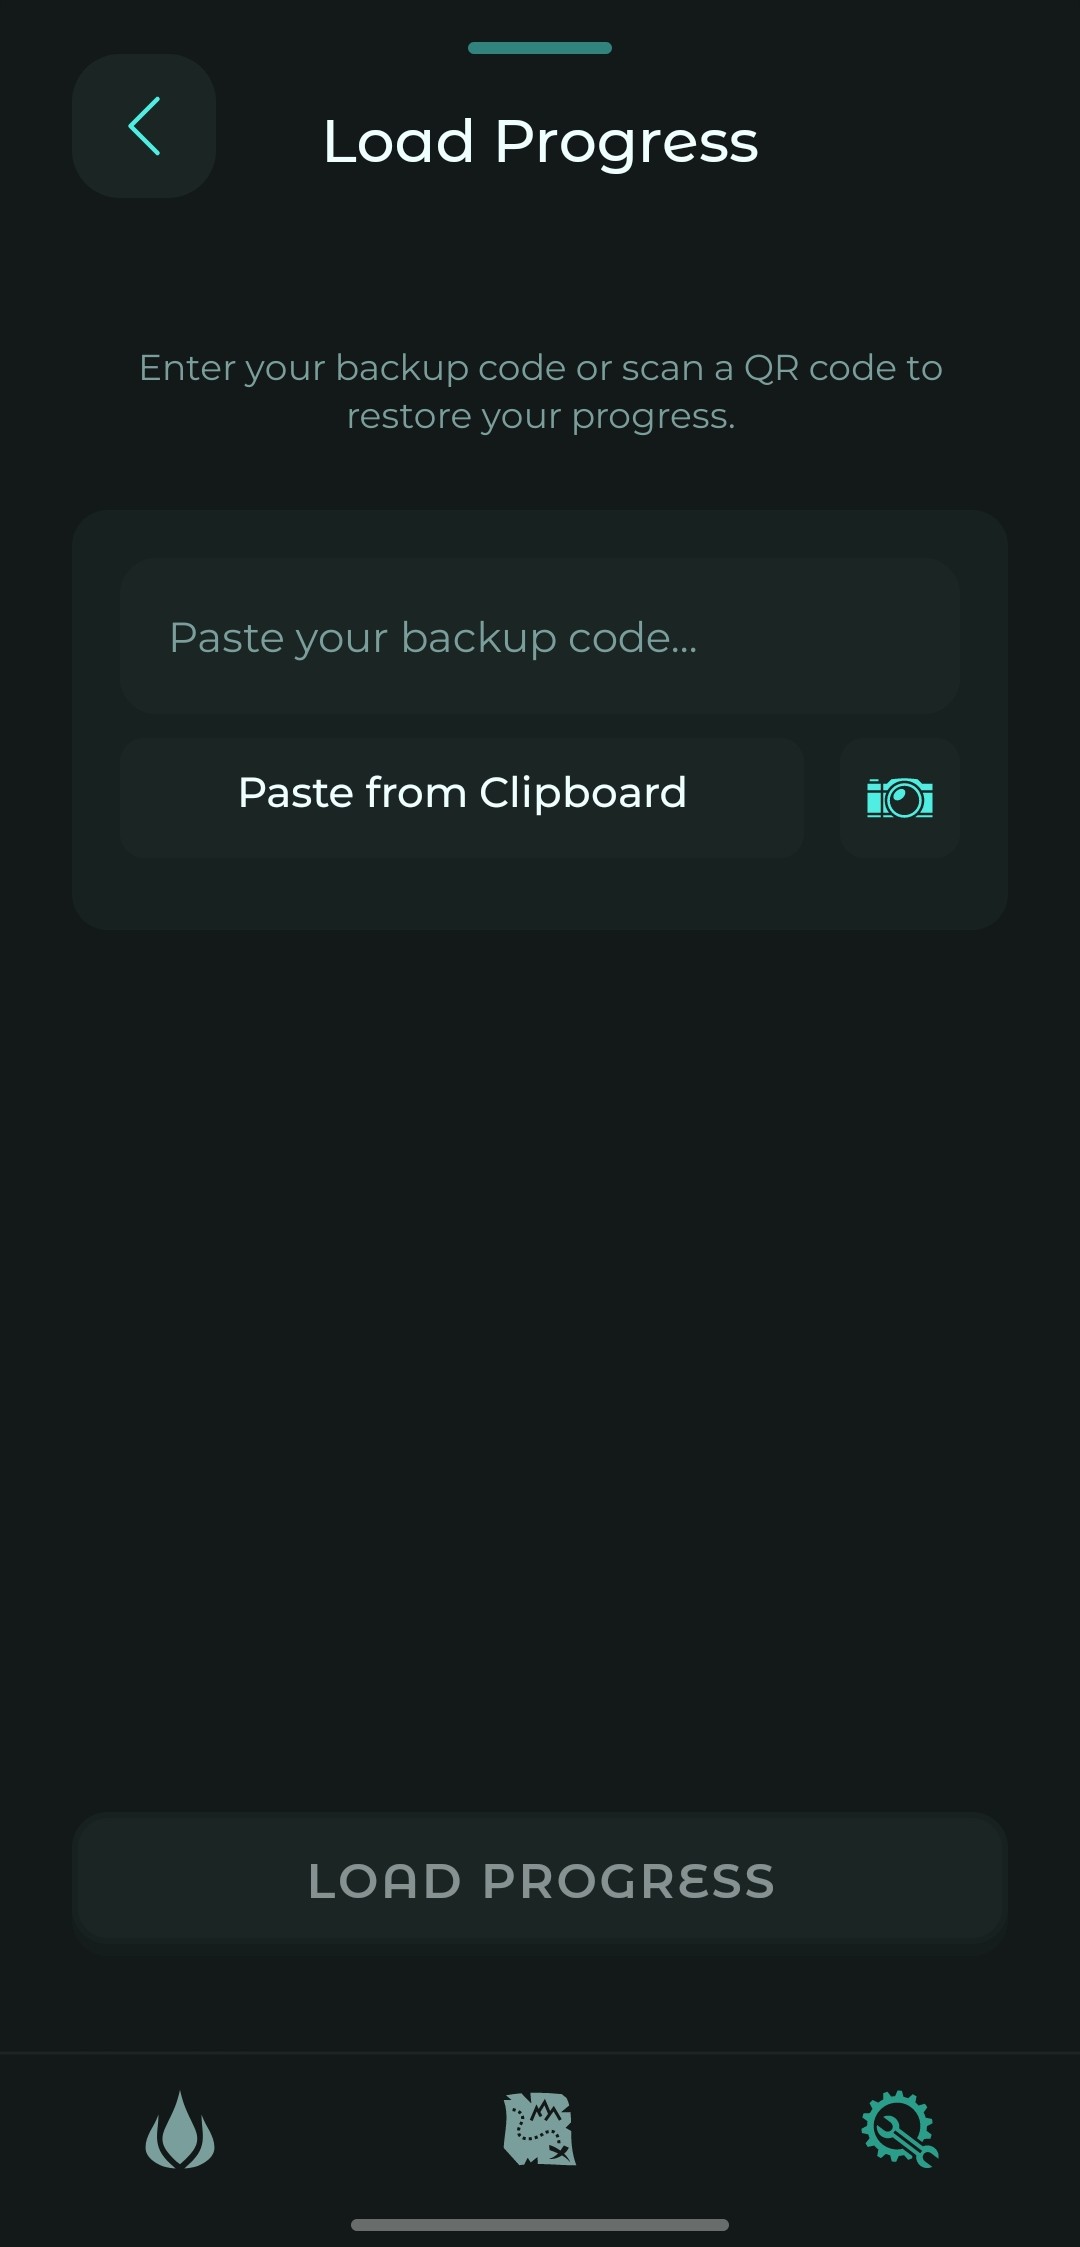 Load Progress
Enter your backup code or scan a QR code to
restore your progress.
Paste your backup code...
Paste from Clipboard
LOAD PROGRESS